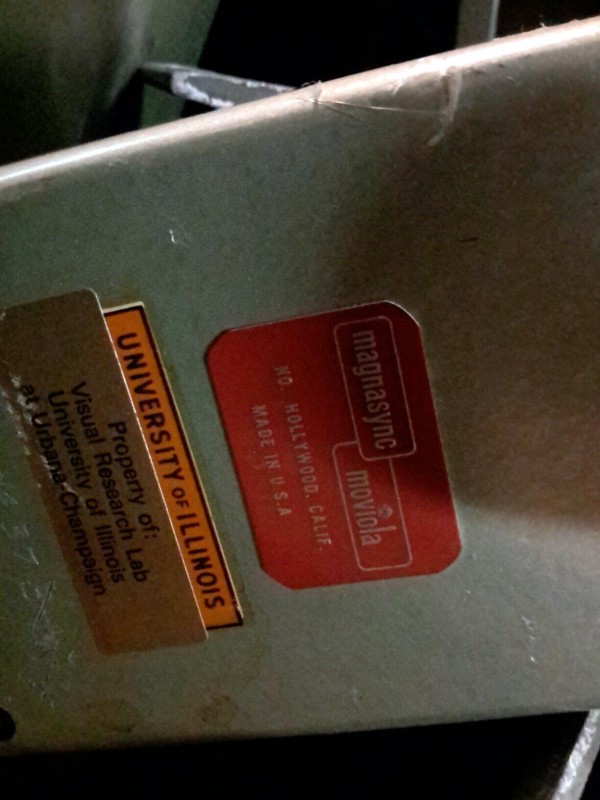 magnasync
moviola
NO. HOLLYWOOD, CALIF.
MADE IN U.S.A
UNIVERSITY OF ILLINOIS
Property of:
Visual Research Lab
University of Illinois
at Urbana-Champaign